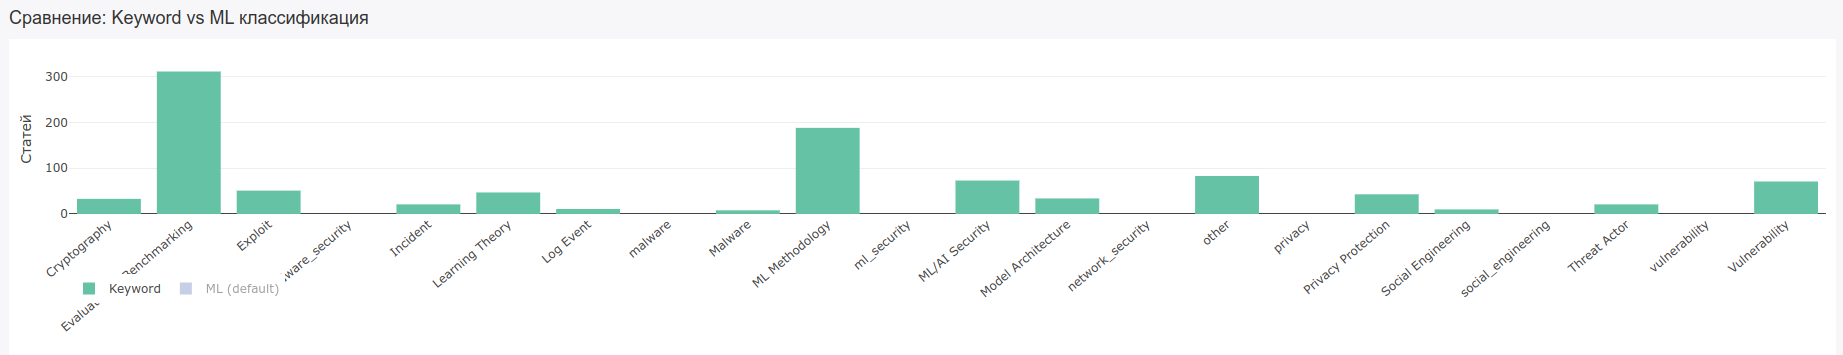 Сравнение: Keyword vs ML классификация
Статей
300
200
100
0
Cryptography
Benchmarking
Exploit
Incident
Learning Theory
Log Event
malware
Malware
ML Methodology
ml_security
ML/AI Security
Model Architecture
network_security
other
privacy
Privacy Protection
Social Engineering
social_engineering
Threat Actor
vulnerability
Vulnerability
Keyword
ML (default)